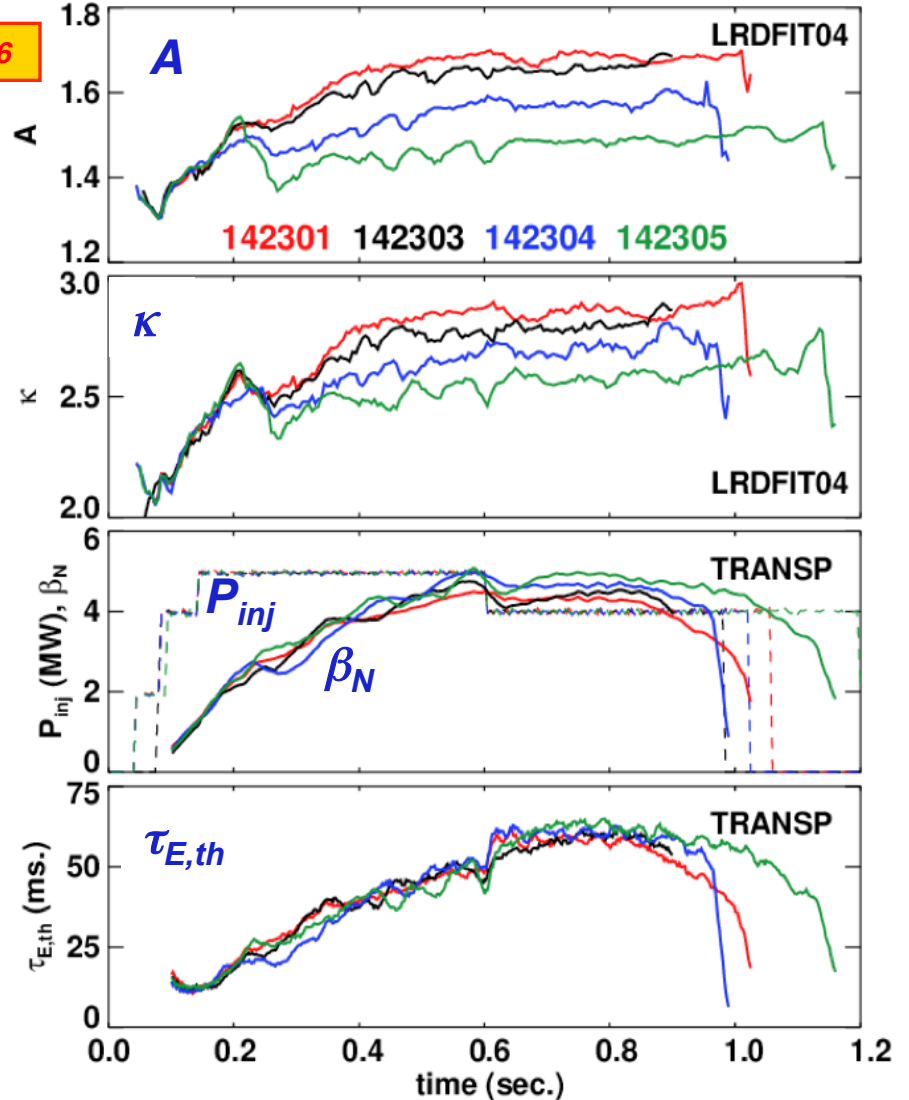 6
1.8
1.6
1.4
1.2
A
A
LRDFIT04
142301 142303 142304 142305
3.0
2.5
2.0
κ
κ
LRDFIT04
6
4
2
0
P_inj (MW), β_N
P_inj
β_N
TRANSP
75
50
25
0
τ_E,th (ms.)
τ_E,th
TRANSP
0.0 0.2 0.4 0.6 0.8 1.0 1.2
time (sec.)